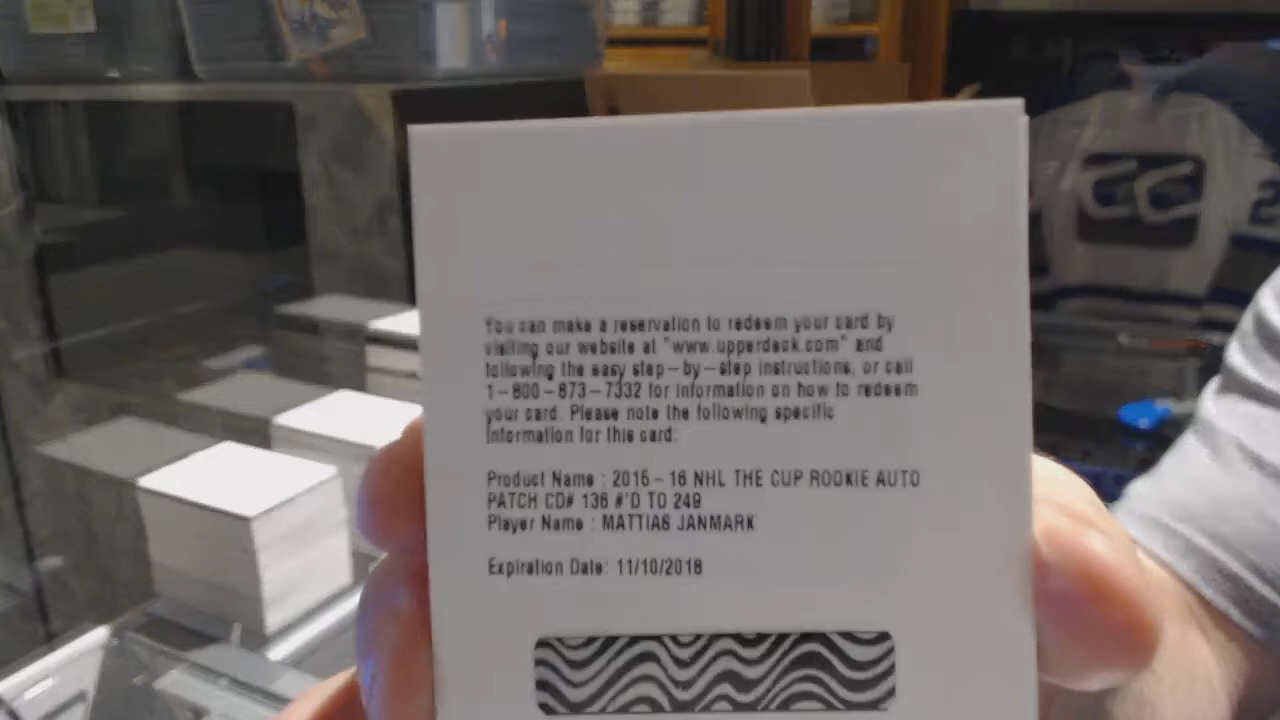 You can make a reservation to redeem your card by
visiting our website at "www.upperdeck.com" and
following the easy step-by-step instructions, or call
1-800-873-7332 for information on how to redeem
your card. Please note the following specific
information for this card:
Product Name : 2015-16 NHL THE CUP ROOKIE AUTO
PATCH CD# 136 #'D TO 249
Player Name : MATTIAS JANMARK
Expiration Date: 11/10/2018